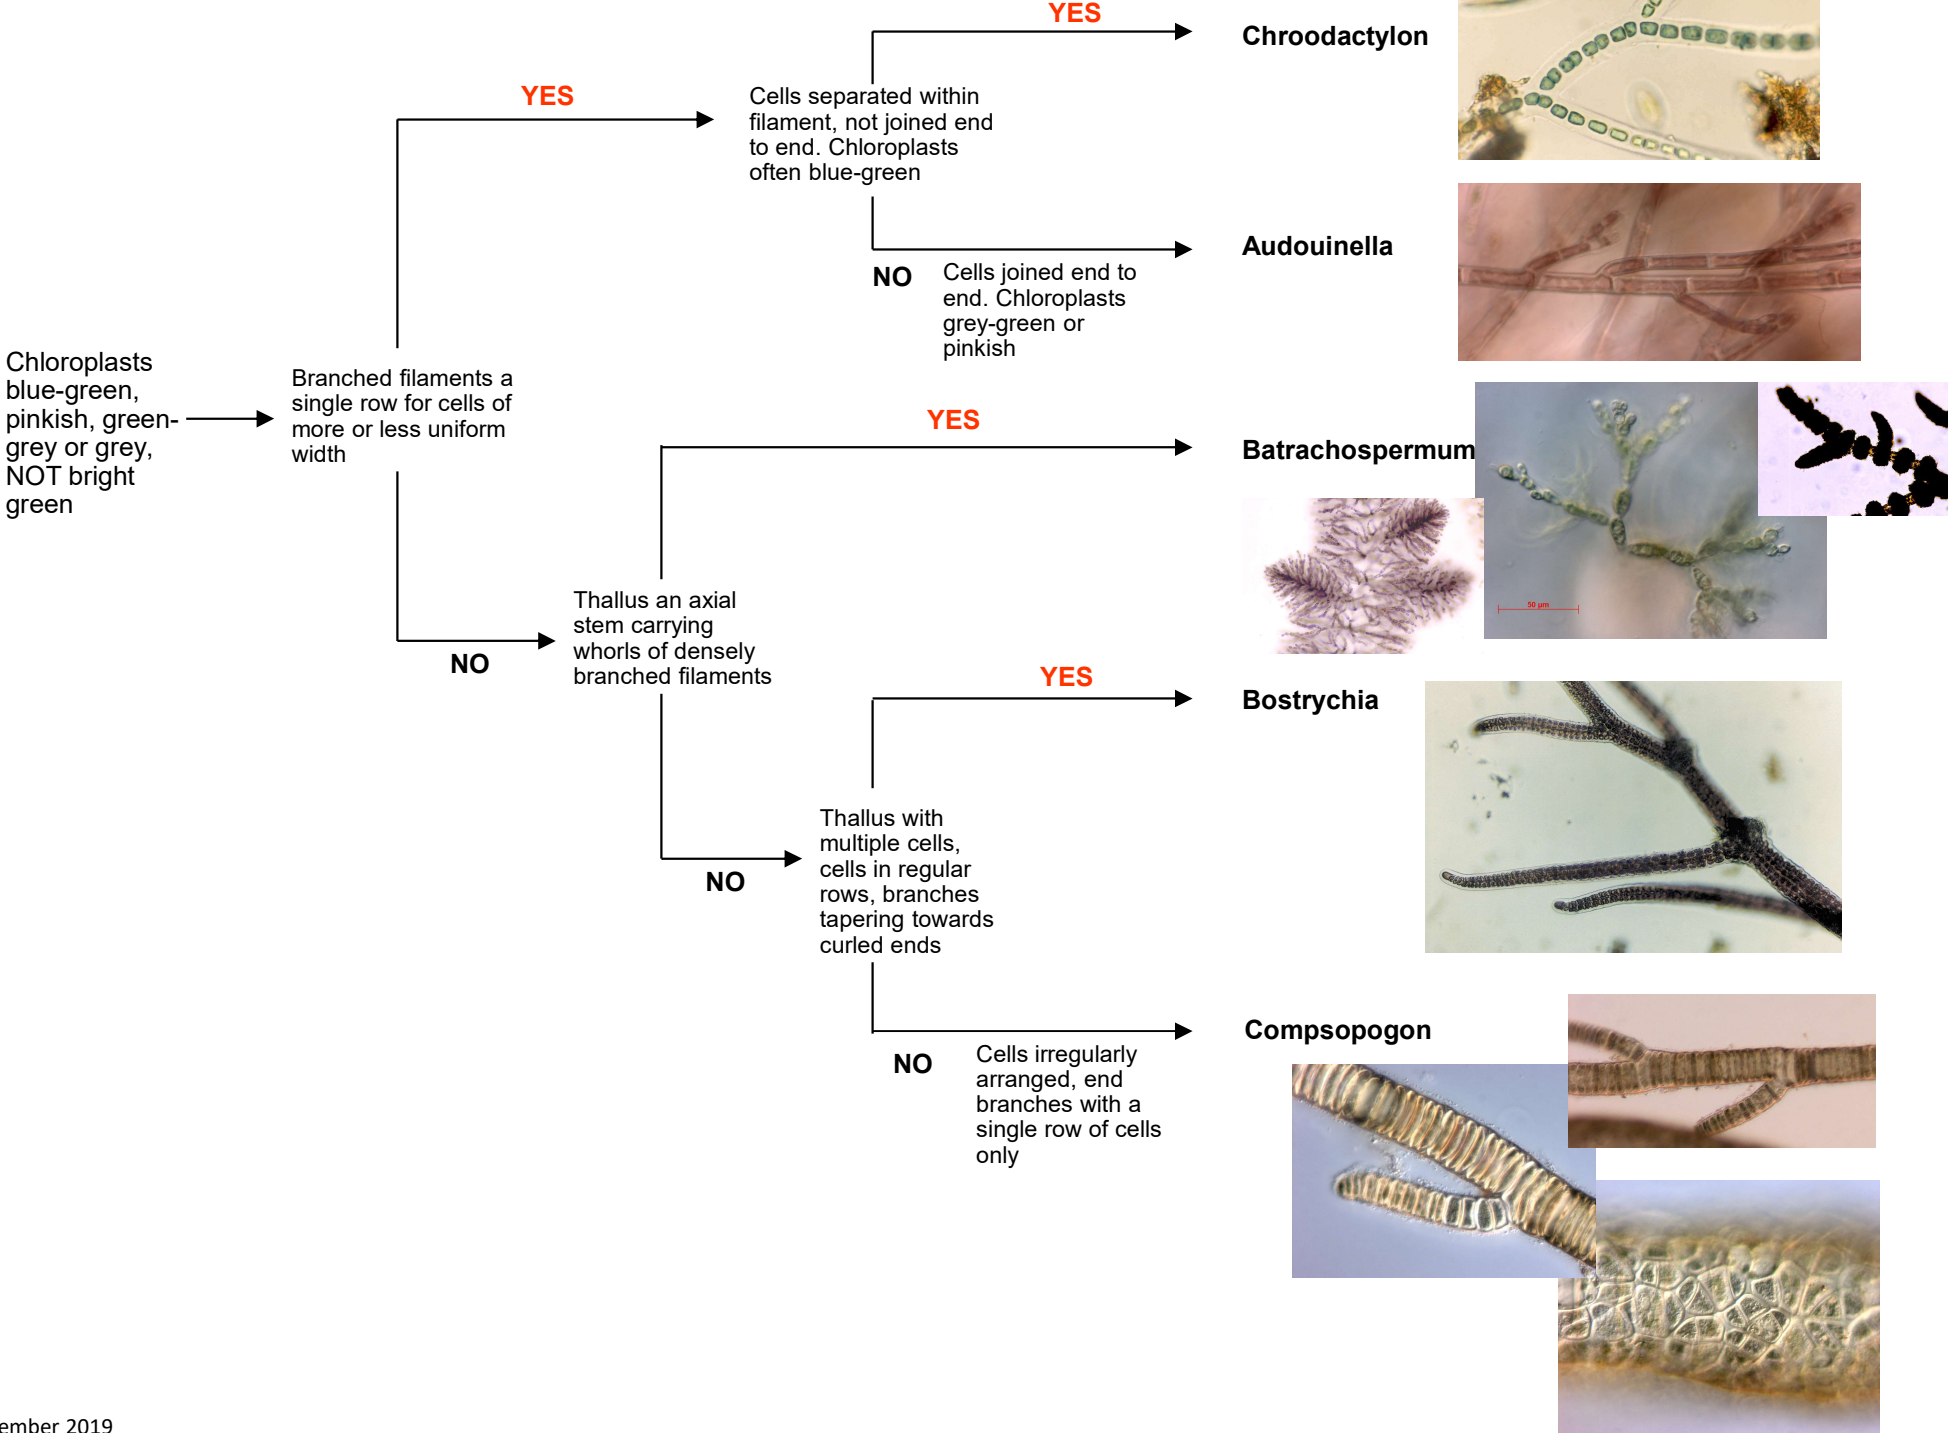 YES
Chroodactylon
YES
Cells separated within
filament, not joined end
to end. Chloroplasts
often blue-green
Audouinella
NO
Cells joined end to
end. Chloroplasts
grey-green or
pinkish
Chloroplasts
blue-green,
pinkish, green-
grey or grey,
NOT bright
green
Branched filaments a
single row for cells of
more or less uniform
width
YES
Batrachospermum
50 µm
Thallus an axial
stem carrying
whorls of densely
branched filaments
NO
YES
Bostrychia
Thallus with
multiple cells,
cells in regular
rows, branches
tapering towards
curled ends
NO
Compsopogon
NO
Cells irregularly
arranged, end
branches with a
single row of cells
only
ember 2019